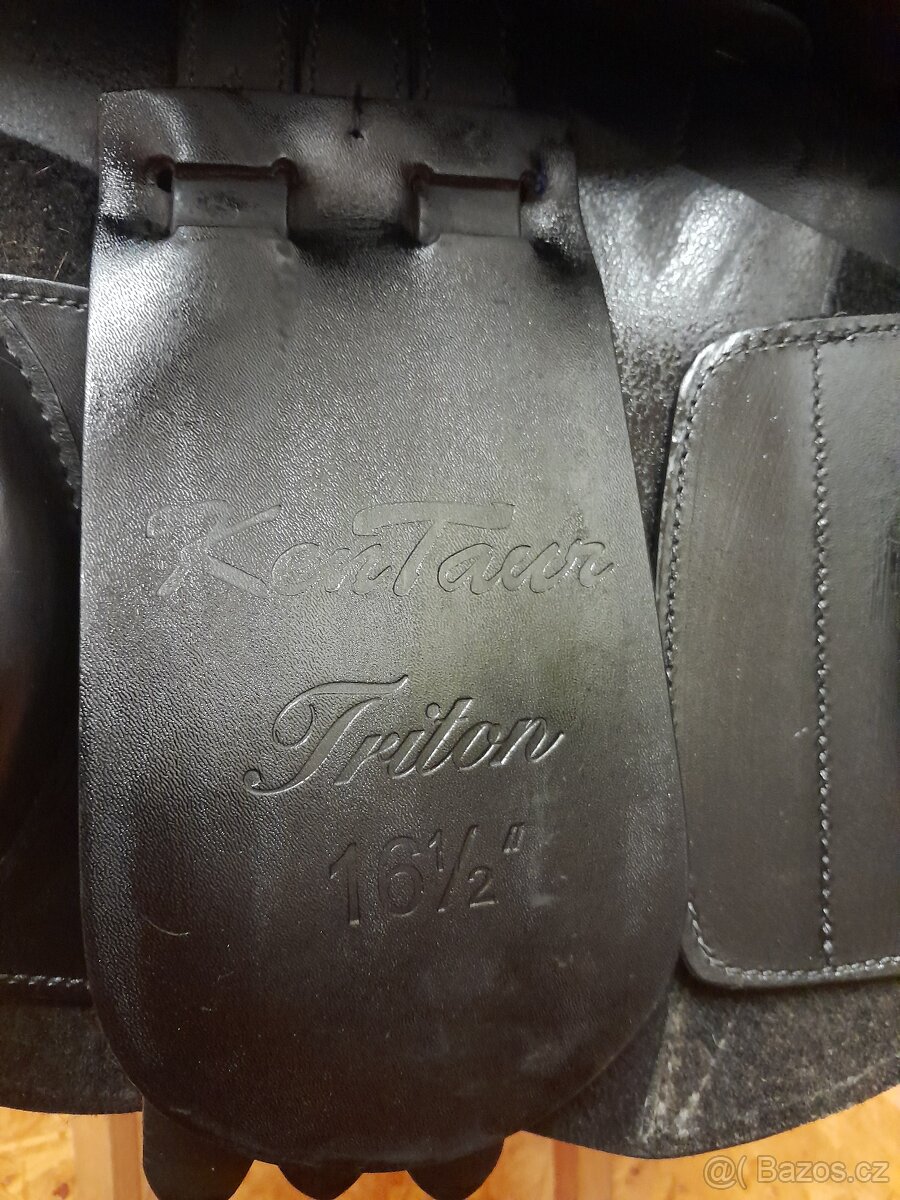 KenTaur
Triton
16½"
@( Bazos.cz